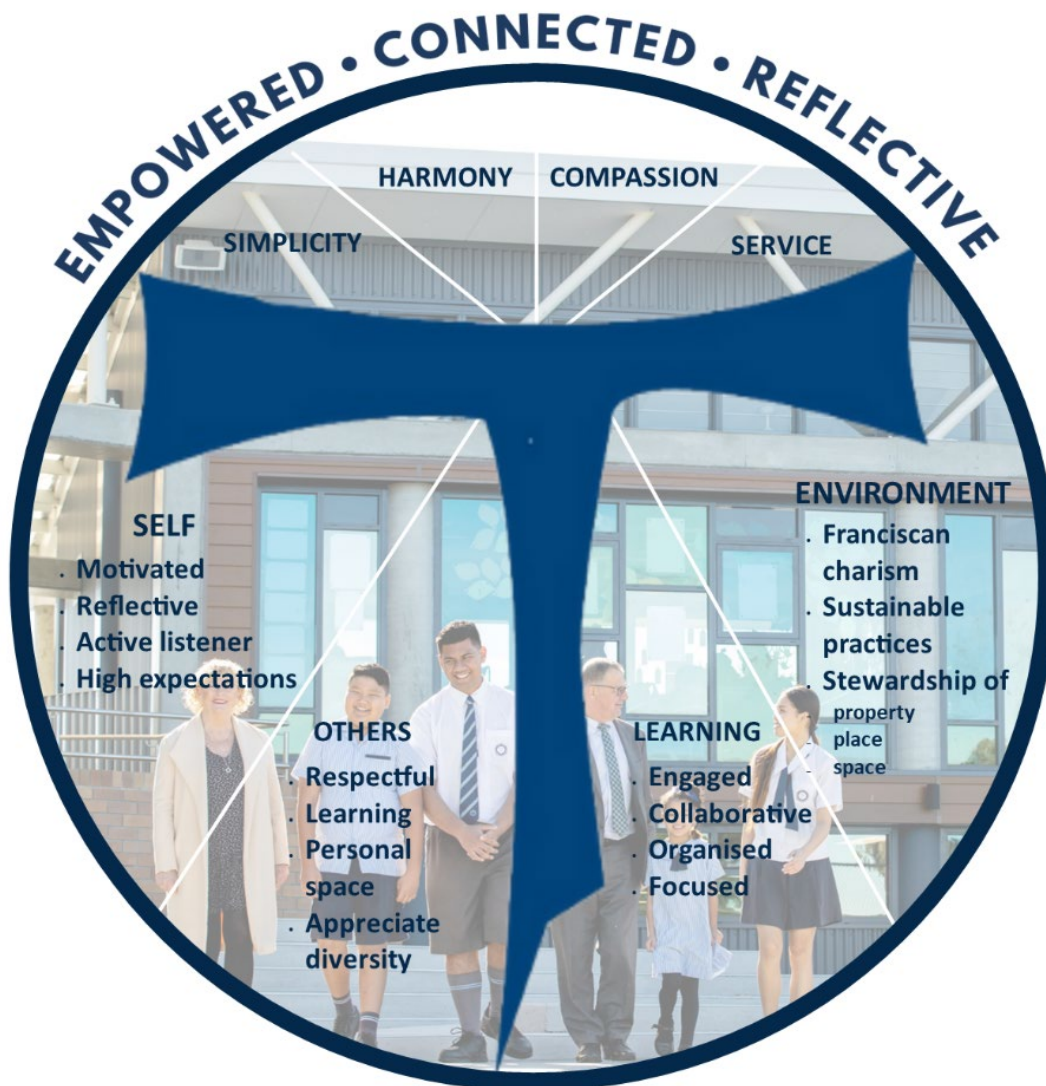 EMPOWERED • CONNECTED • REFLECTIVE
HARMONY
COMPASSION
SIMPLICITY
SERVICE
SELF
. Motivated
. Reflective
. Active listener
. High expectations
OTHERS
. Respectful
. Learning
. Personal
space
. Appreciate
diversity
LEARNING
. Engaged
. Collaborative
. Organised
. Focused
ENVIRONMENT
. Franciscan
charism
. Sustainable
practices
. Stewardship of
- property
- place
- space